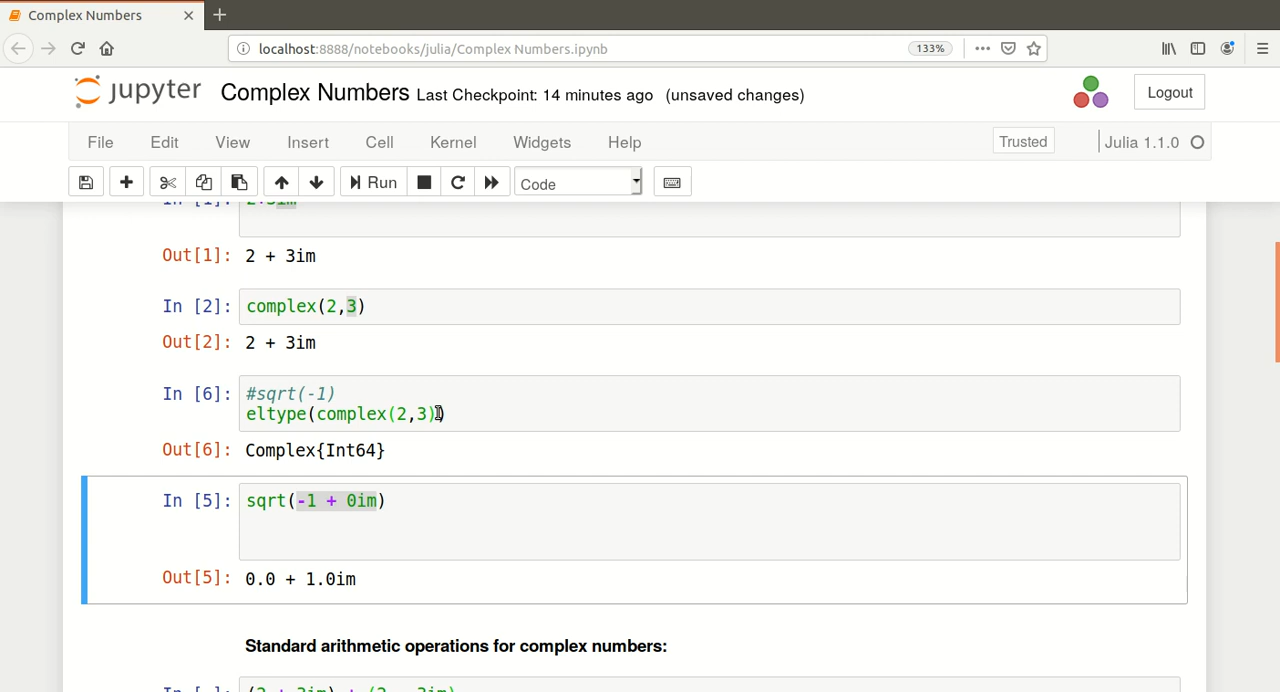 Complex Numbers
localhost:8888/notebooks/julia/Complex Numbers.ipynb 133%
jupyter Complex Numbers Last Checkpoint: 14 minutes ago (unsaved changes) Logout
File Edit View Insert Cell Kernel Widgets Help Trusted Julia 1.1.0
Run Code
In [1]: 2+3im
Out[1]: 2 + 3im
In [2]: complex(2,3)
Out[2]: 2 + 3im
In [6]: #sqrt(-1)
eltype(complex(2,3))
Out[6]: Complex{Int64}
In [5]: sqrt(-1 + 0im)
Out[5]: 0.0 + 1.0im
Standard arithmetic operations for complex numbers: